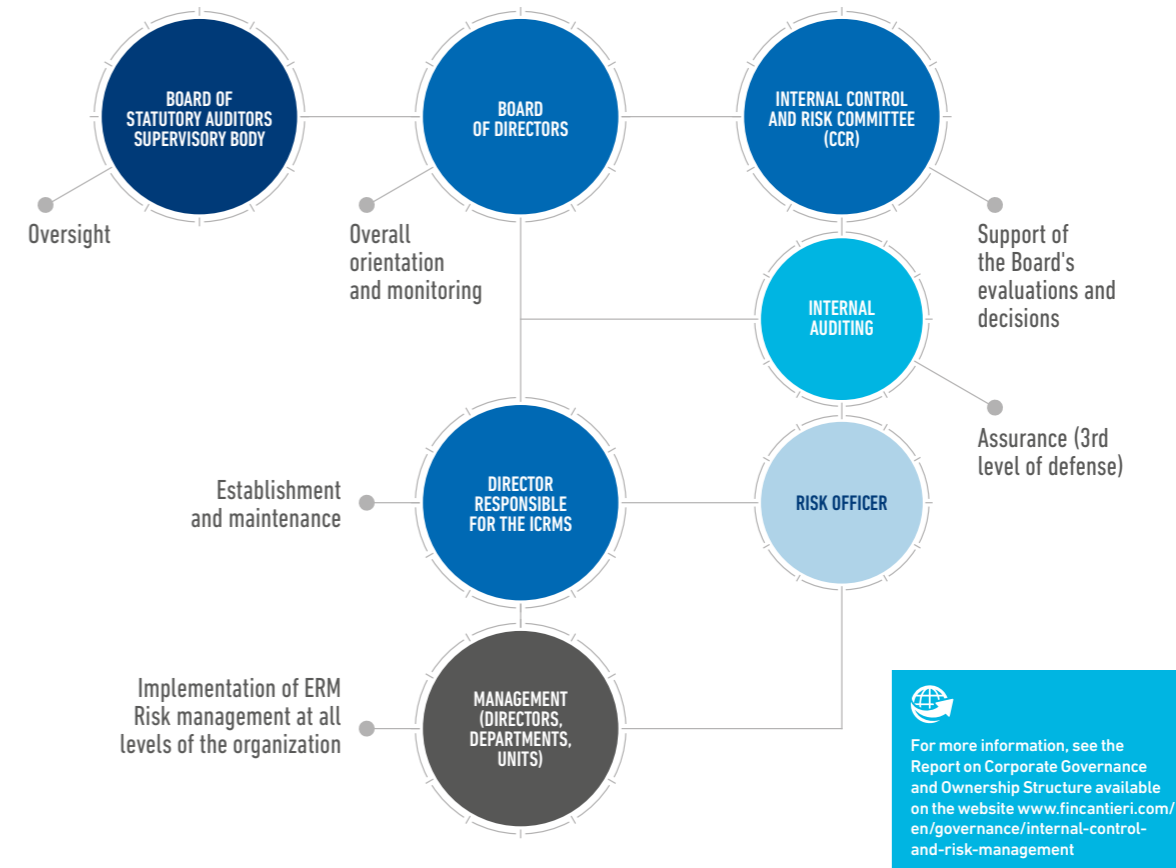 BOARD OF
STATUTORY AUDITORS
SUPERVISORY BODY
BOARD
OF DIRECTORS
INTERNAL CONTROL
AND RISK COMMITTEE
(CCR)
Oversight
Overall
orientation
and monitoring
Support of
the Board's
evaluations and
decisions
INTERNAL
AUDITING
Assurance (3rd
level of defense)
Establishment
and maintenance
DIRECTOR
RESPONSIBLE
FOR THE ICRMS
RISK OFFICER
Implementation of ERM
Risk management at all
levels of the organization
MANAGEMENT
(DIRECTORS,
DEPARTMENTS,
UNITS)
For more information, see the
Report on Corporate Governance
and Ownership Structure available
on the website www.fincantieri.com/
en/governance/internal-control-
and-risk-management